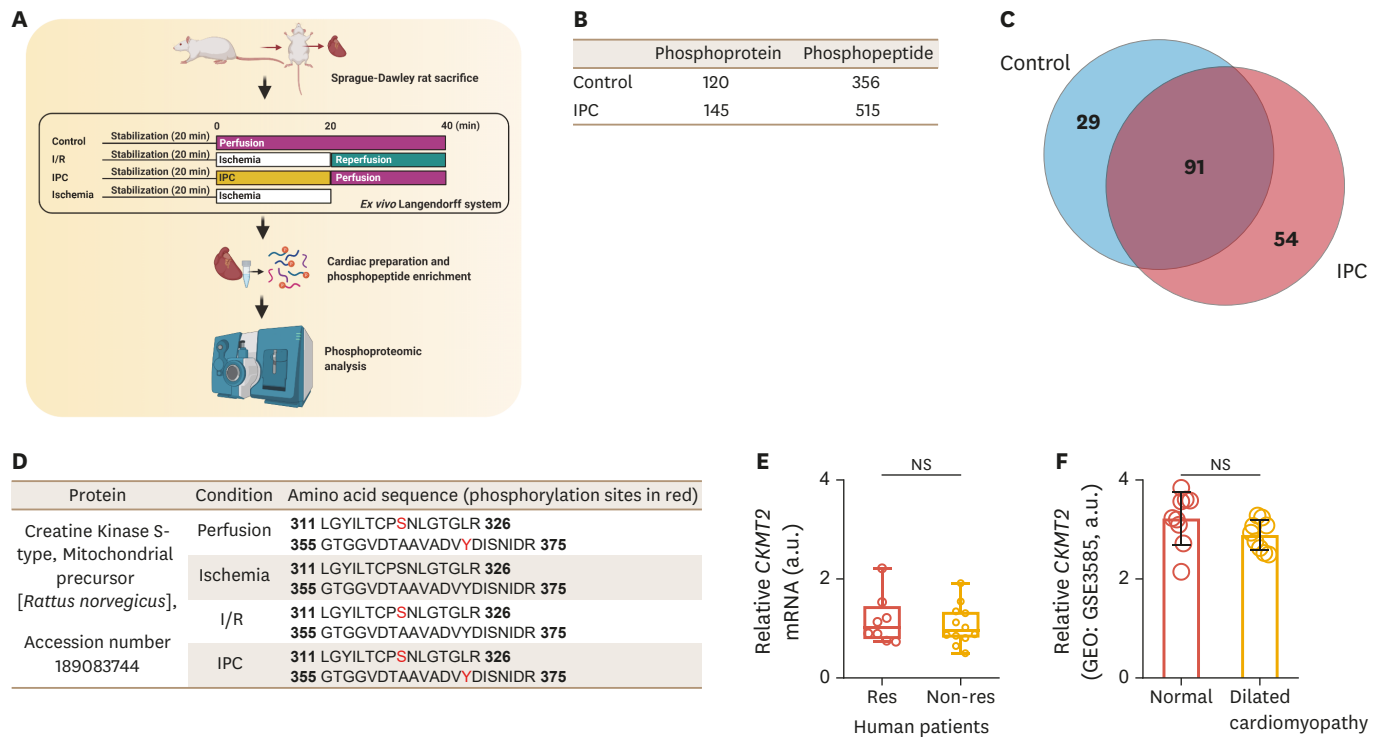 A
Sprague-Dawley rat sacrifice
0 20 40 (min)
Control Stabilization (20 min) Perfusion
I/R Stabilization (20 min) Ischemia Reperfusion
IPC Stabilization (20 min) IPC Perfusion
Ischemia Stabilization (20 min) Ischemia
Ex vivo Langendorff system
Cardiac preparation and
phosphopeptide enrichment
Phosphoproteomic
analysis
B
Phosphoprotein Phosphopeptide
Control 120 356
IPC 145 515
C
Control
29
91
54
IPC
D
Protein Condition Amino acid sequence (phosphorylation sites in red)
Creatine Kinase S-
type, Mitochondrial
precursor
[Rattus norvegicus],
Accession number
189083744
Perfusion
311 LGYILTCPSNLGTGLR 326
355 GTGGVDTAAVADVYDISNIDR 375
Ischemia
311 LGYILTCPSNLGTGLR 326
355 GTGGVDTAAVADVYDISNIDR 375
I/R
311 LGYILTCPSNLGTGLR 326
355 GTGGVDTAAVADVYDISNIDR 375
IPC
311 LGYILTCPSNLGTGLR 326
355 GTGGVDTAAVADVYDISNIDR 375
E
NS
Relative CKMT2
mRNA (a.u.)
4
2
0
Res Non-res
Human patients
F
NS
Relative CKMT2
(GEO: GSE3585, a.u.)
4
2
0
Normal Dilated
cardiomyopathy